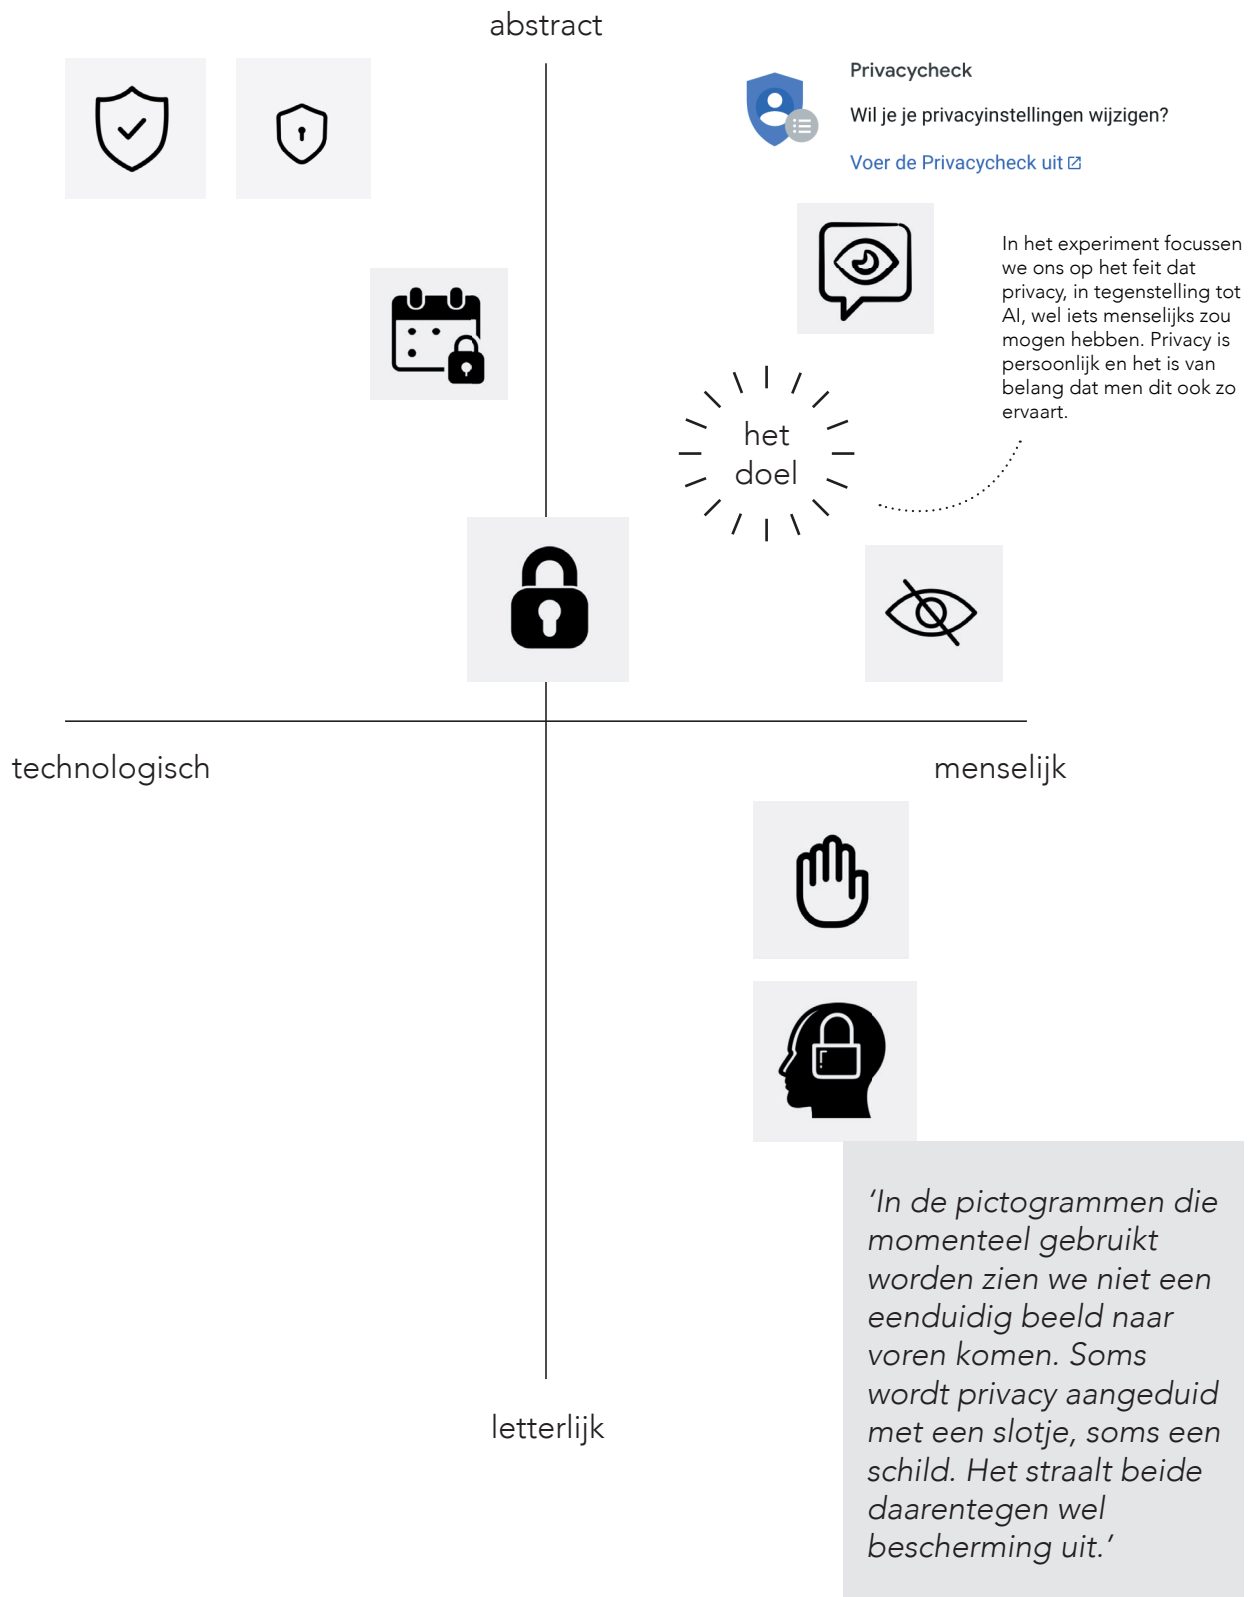 abstract
Privacycheck
Wil je je privacyinstellingen wijzigen?
Voer de Privacycheck uit
In het experiment focussen
we ons op het feit dat
privacy, in tegenstelling tot
AI, wel iets menselijks zou
mogen hebben. Privacy is
persoonlijk en het is van
belang dat men dit ook zo
ervaart.
het
doel
technologisch
menselijk
letterlijk
‘In de pictogrammen die
momenteel gebruikt
worden zien we niet een
eenduidig beeld naar
voren komen. Soms
wordt privacy aangeduid
met een slotje, soms een
schild. Het straalt beide
daarentegen wel
bescherming uit.’